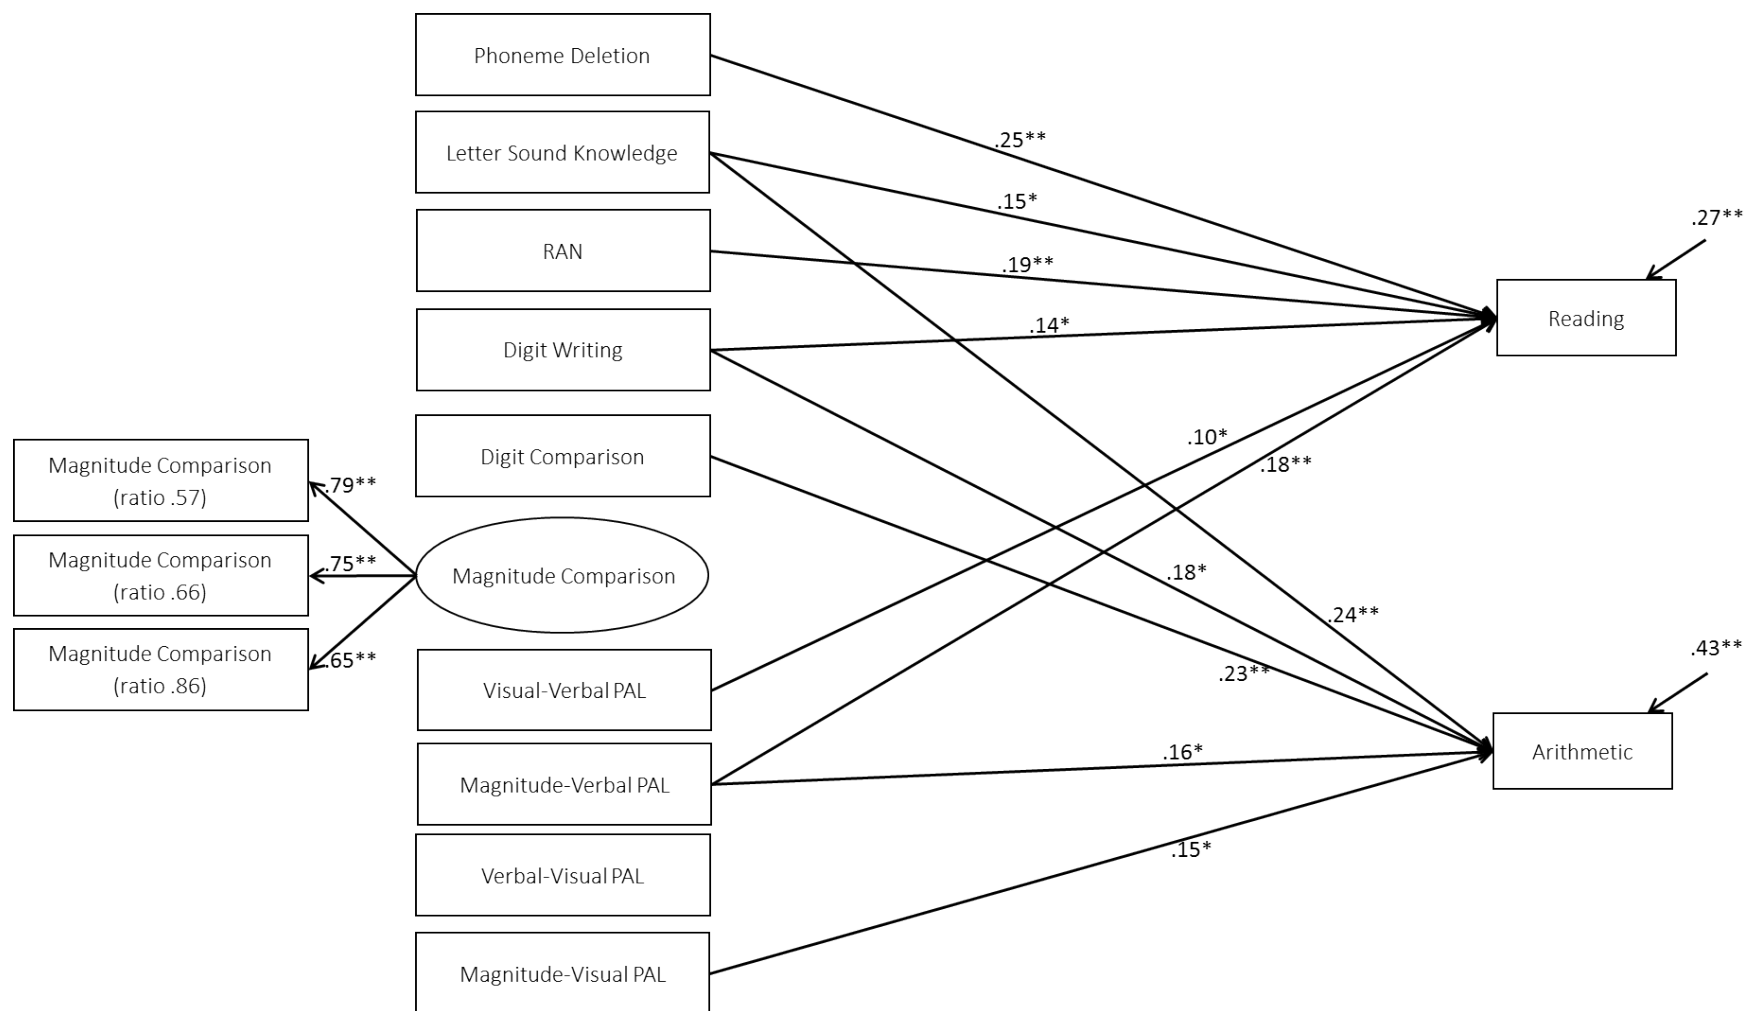 Phoneme Deletion
Letter Sound Knowledge
RAN
Digit Writing
Digit Comparison
Magnitude Comparison
(ratio .57)
Magnitude Comparison
(ratio .66)
Magnitude Comparison
(ratio .86)
.79**
.75**
.65**
Magnitude Comparison
Visual-Verbal PAL
Magnitude-Verbal PAL
Verbal-Visual PAL
Magnitude-Visual PAL
.25**
.15*
.19**
.14*
.10*
.18**
.18*
.24**
.23**
.16*
.15*
.27**
Reading
.43**
Arithmetic